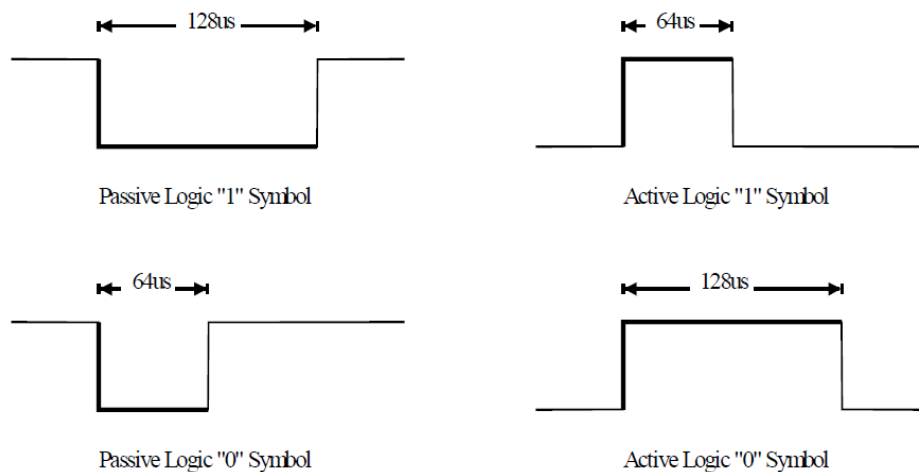 128us
64us
Passive Logic "1" Symbol
Active Logic "1" Symbol
64us
128us
Passive Logic "0" Symbol
Active Logic "0" Symbol